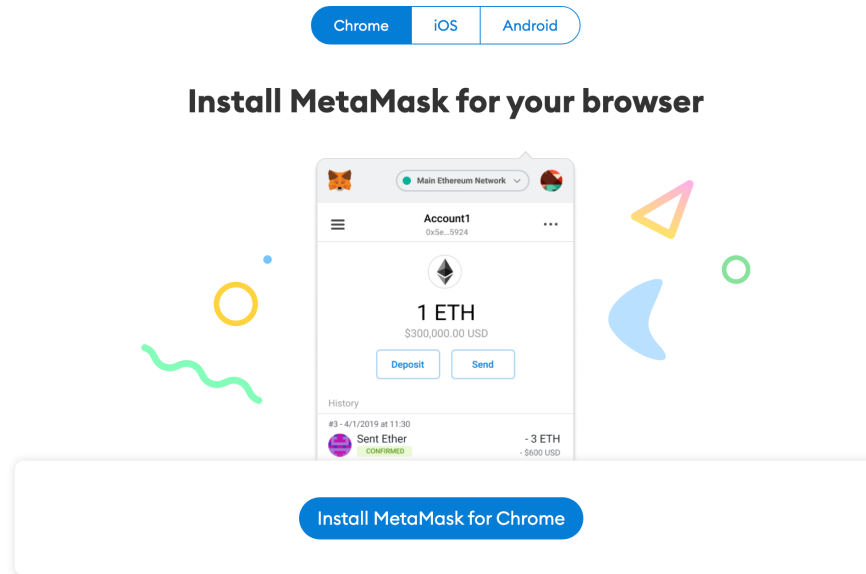 Chrome iOS Android
Install MetaMask for your browser
Main Ethereum Network
Account1
0x5e...5924
1 ETH
$300,000.00 USD
Deposit Send
History
#3 - 4/1/2019 at 11:30
Sent Ether - 3 ETH
CONFIRMED - $600 USD
Install MetaMask for Chrome